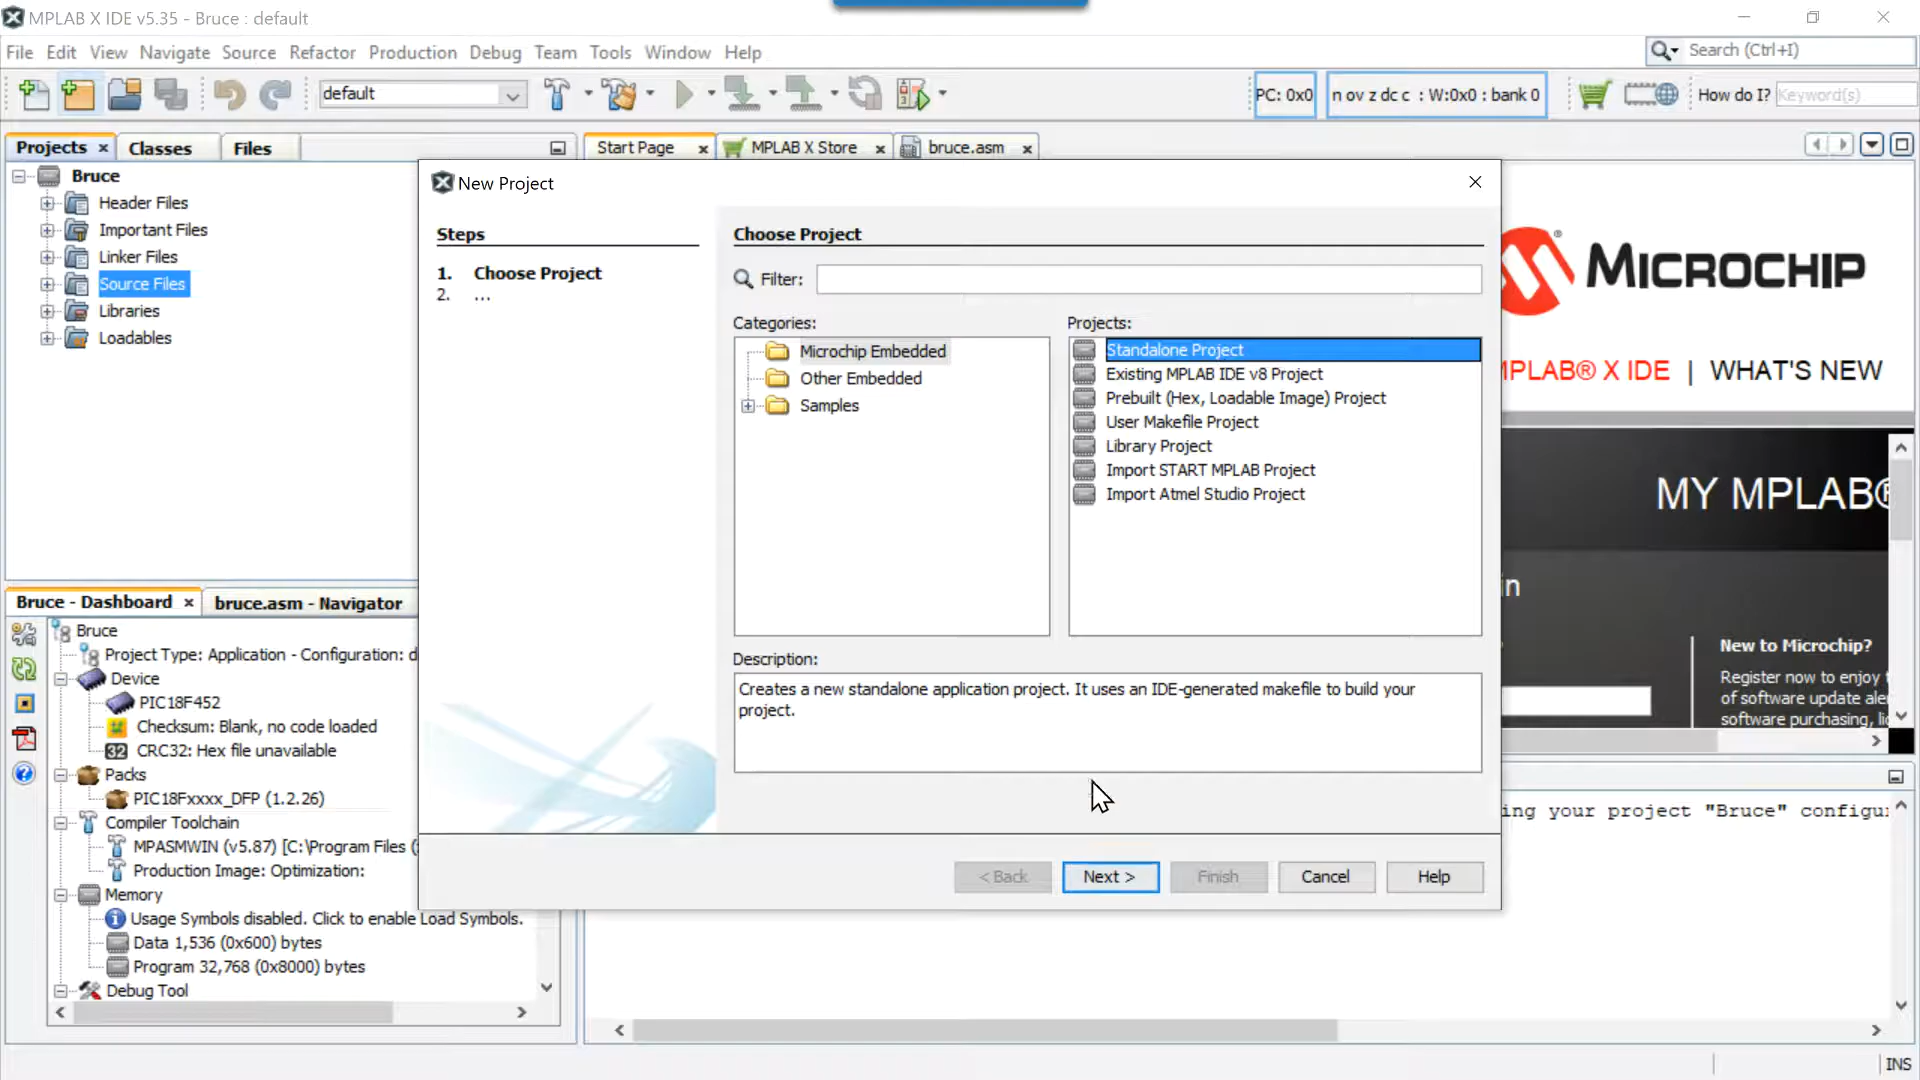 MPLAB X IDE v5.35 - Bruce : default
File Edit View Navigate Source Refactor Production Debug Team Tools Window Help
Search (Ctrl+I)
default
PC: 0x0
n ov z dc c : W:0x0 : bank 0
How do I?
Keyword(s)
Projects
Classes
Files
Start Page
MPLAB X Store
bruce.asm
Bruce
Header Files
Important Files
Linker Files
Source Files
Libraries
Loadables
New Project
Steps
1. Choose Project
2. ...
Choose Project
Filter:
Categories:
Microchip Embedded
Other Embedded
Samples
Projects:
Standalone Project
Existing MPLAB IDE v8 Project
Prebuilt (Hex, Loadable Image) Project
User Makefile Project
Library Project
Import START MPLAB Project
Import Atmel Studio Project
Description:
Creates a new standalone application project. It uses an IDE-generated makefile to build your
project.
< Back
Next >
Finish
Cancel
Help
MICROCHIP
MPLAB® X IDE | WHAT'S NEW
MY MPLAB®
in
New to Microchip?
Register now to enjoy
of software update ale
software purchasing, li
Bruce - Dashboard
bruce.asm - Navigator
Bruce
Project Type: Application - Configuration: d
Device
PIC18F452
Checksum: Blank, no code loaded
32 CRC32: Hex file unavailable
Packs
PIC18Fxxxx_DFP (1.2.26)
Compiler Toolchain
MPASMWIN (v5.87) [C:\Program Files (
Production Image: Optimization:
Memory
Usage Symbols disabled. Click to enable Load Symbols.
Data 1,536 (0x600) bytes
Program 32,768 (0x8000) bytes
Debug Tool
ing your project "Bruce" configu
INS